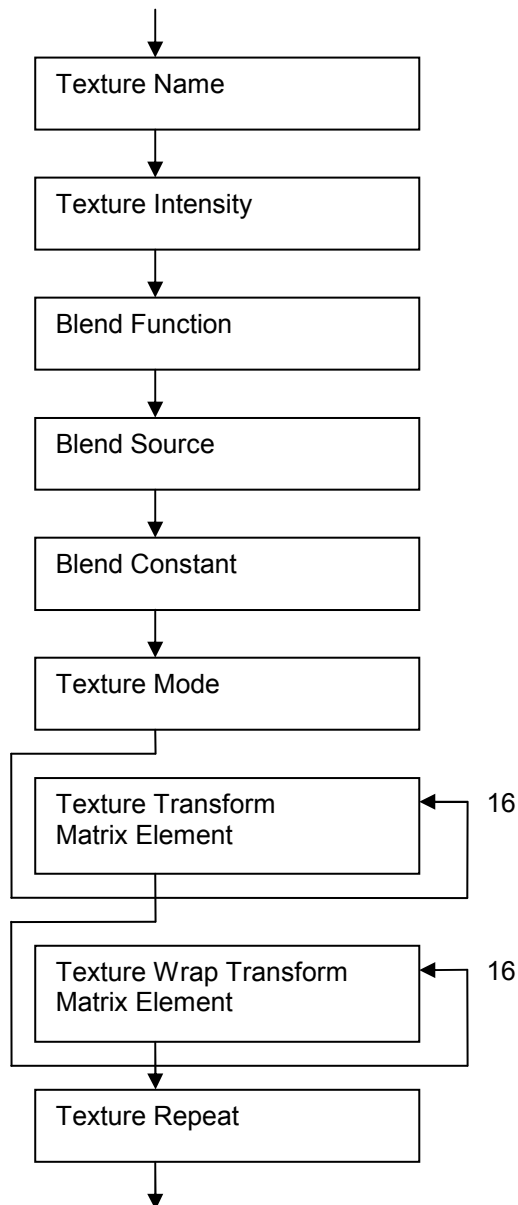 Texture Name
Texture Intensity
Blend Function
Blend Source
Blend Constant
Texture Mode
Texture Transform
Matrix Element
16
Texture Wrap Transform
Matrix Element
16
Texture Repeat